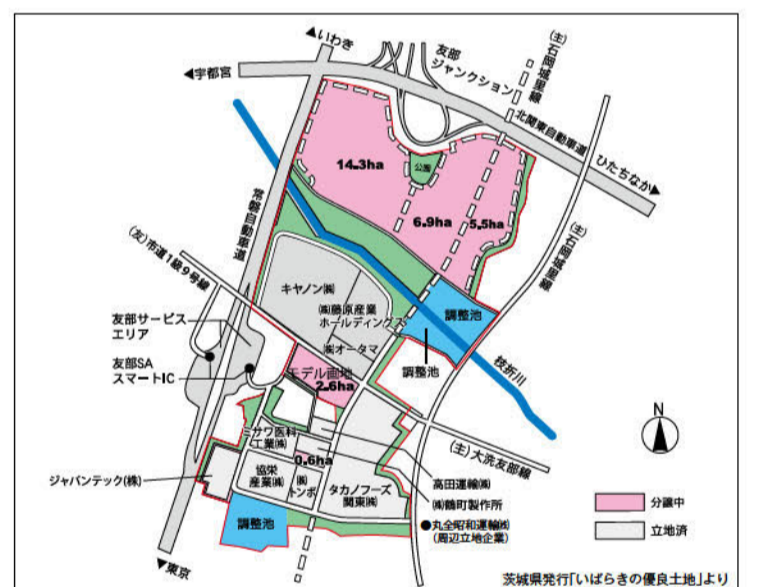 ▲いわき
◀宇都宮
友部
ジャンクション
(主)石岡城里線
北関東自動車道
ひたちなか▶
14.3ha
公園
6.9ha
5.5ha
常磐自動車道
(友)市道1級9号線
(主)石岡城里線
キヤノン㈱
㈱藤原産業
ホールディングス
㈱オータマ
調整池
調整池
枝折川
友部サービス
エリア
友部SA
スマートIC
モデル画地
2.6ha
N
ミサワ医科
工業㈱
0.6ha
(主)大洗友部線
ジャパンテック(株)
協栄
産業㈱
㈱
トンボ
タカノフーズ
関東㈱
高田運輸㈱
㈱鶴町製作所
●丸全昭和運輸㈱
(周辺立地企業)
調整池
▼東京
分譲中
立地済
茨城県発行「いばらきの優良土地」より